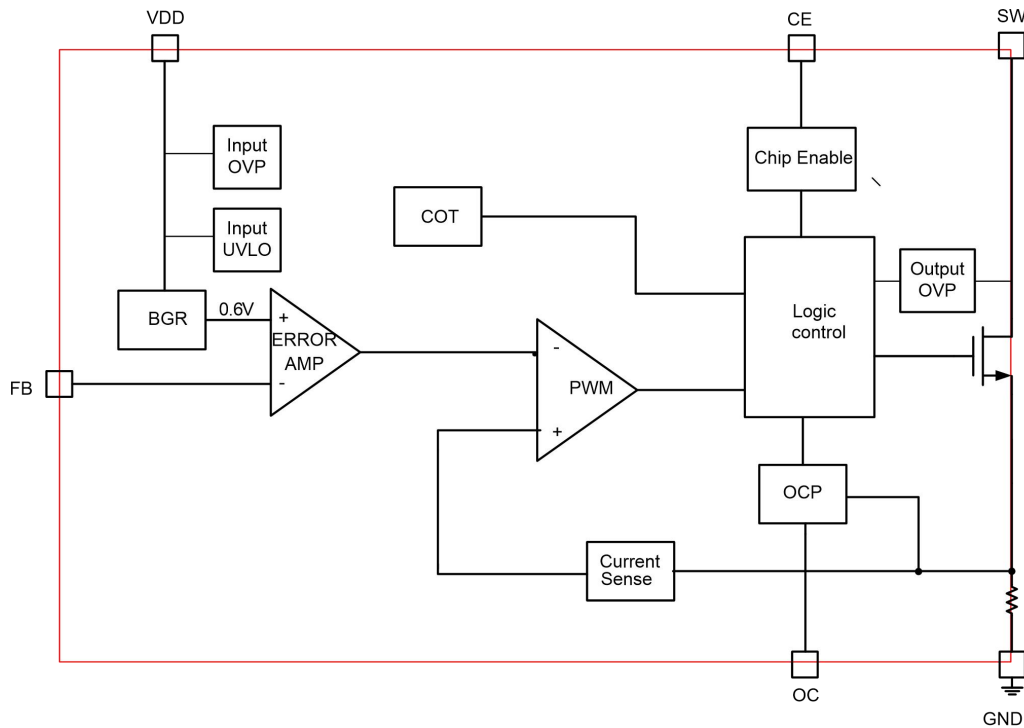 VDD
CE
SW
Input
OVP
Chip Enable
COT
Input
UVLO
Output
OVP
BGR
0.6V
+
ERROR
AMP
-
Logic
control
FB
-
PWM
+
OCP
Current
Sense
OC
GND